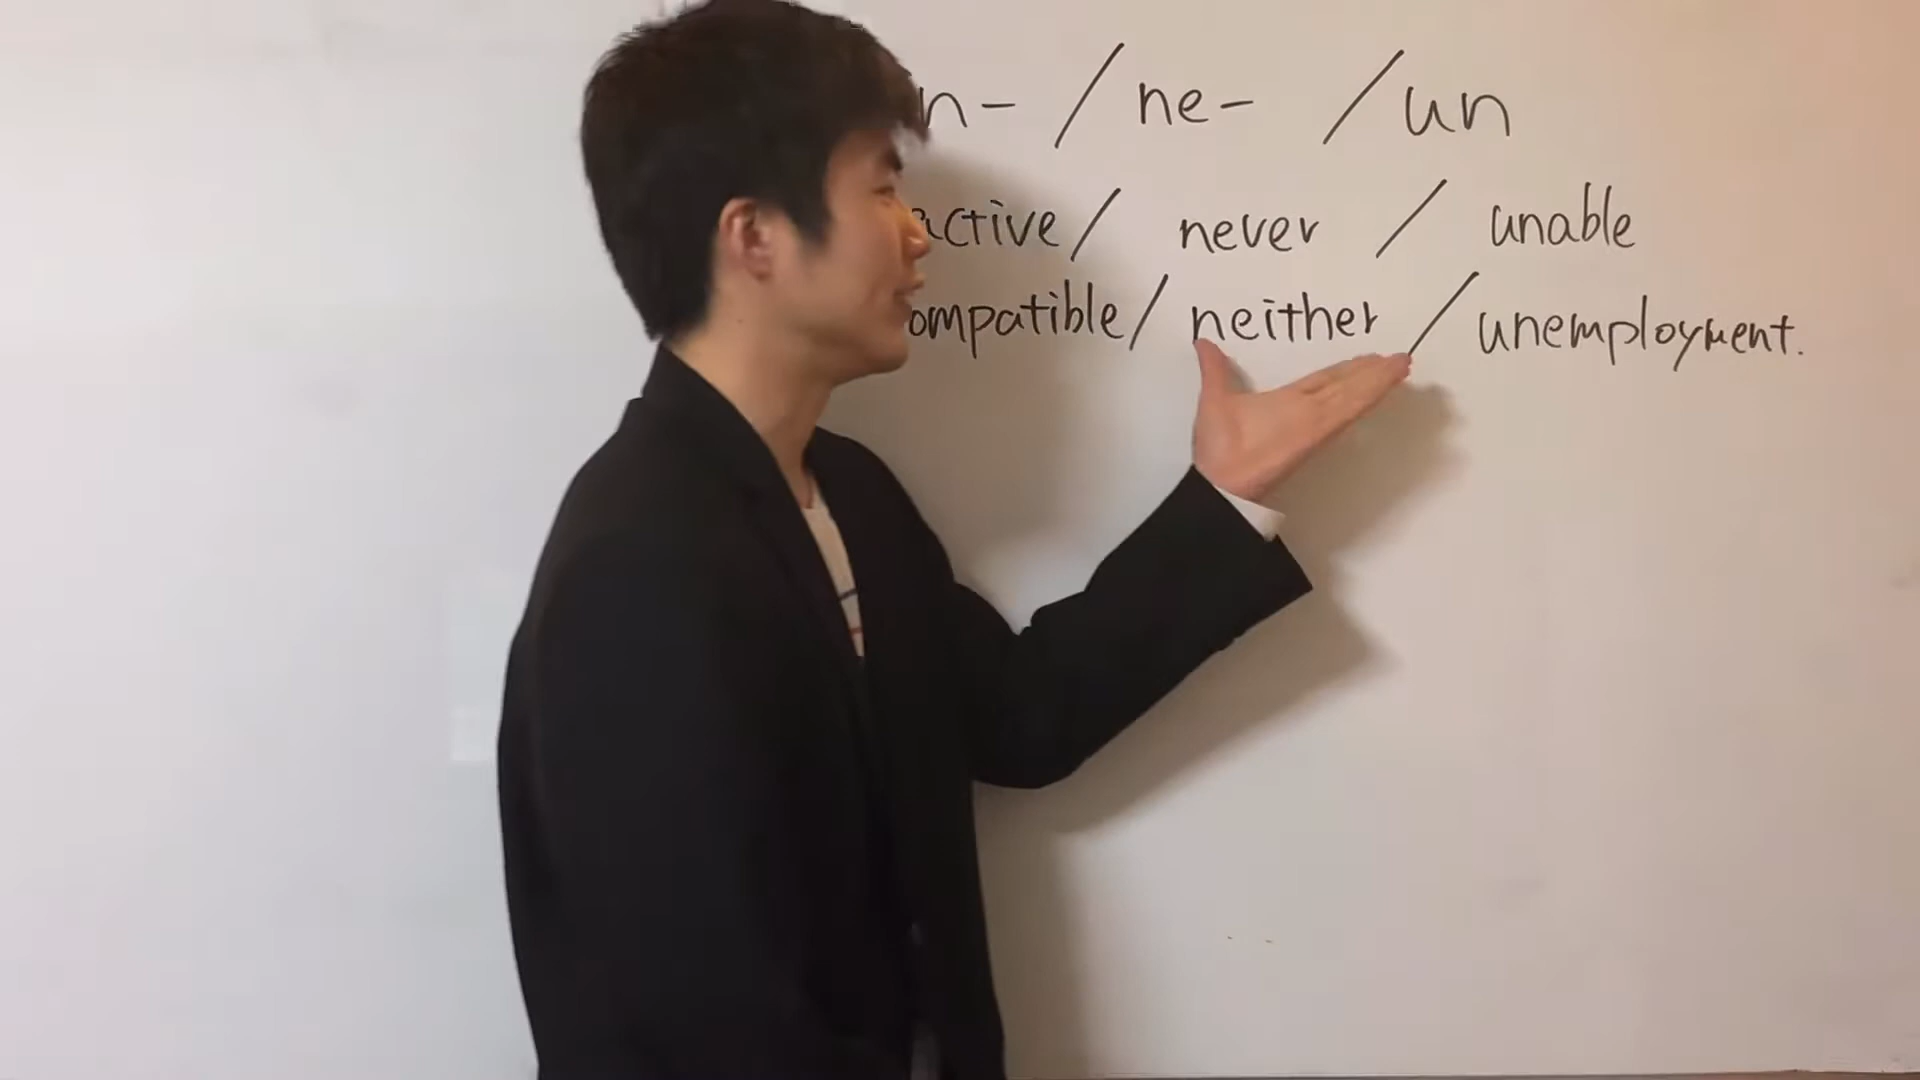 n- / ne- / un
active / never / unable
ompatible / neither / unemployment.